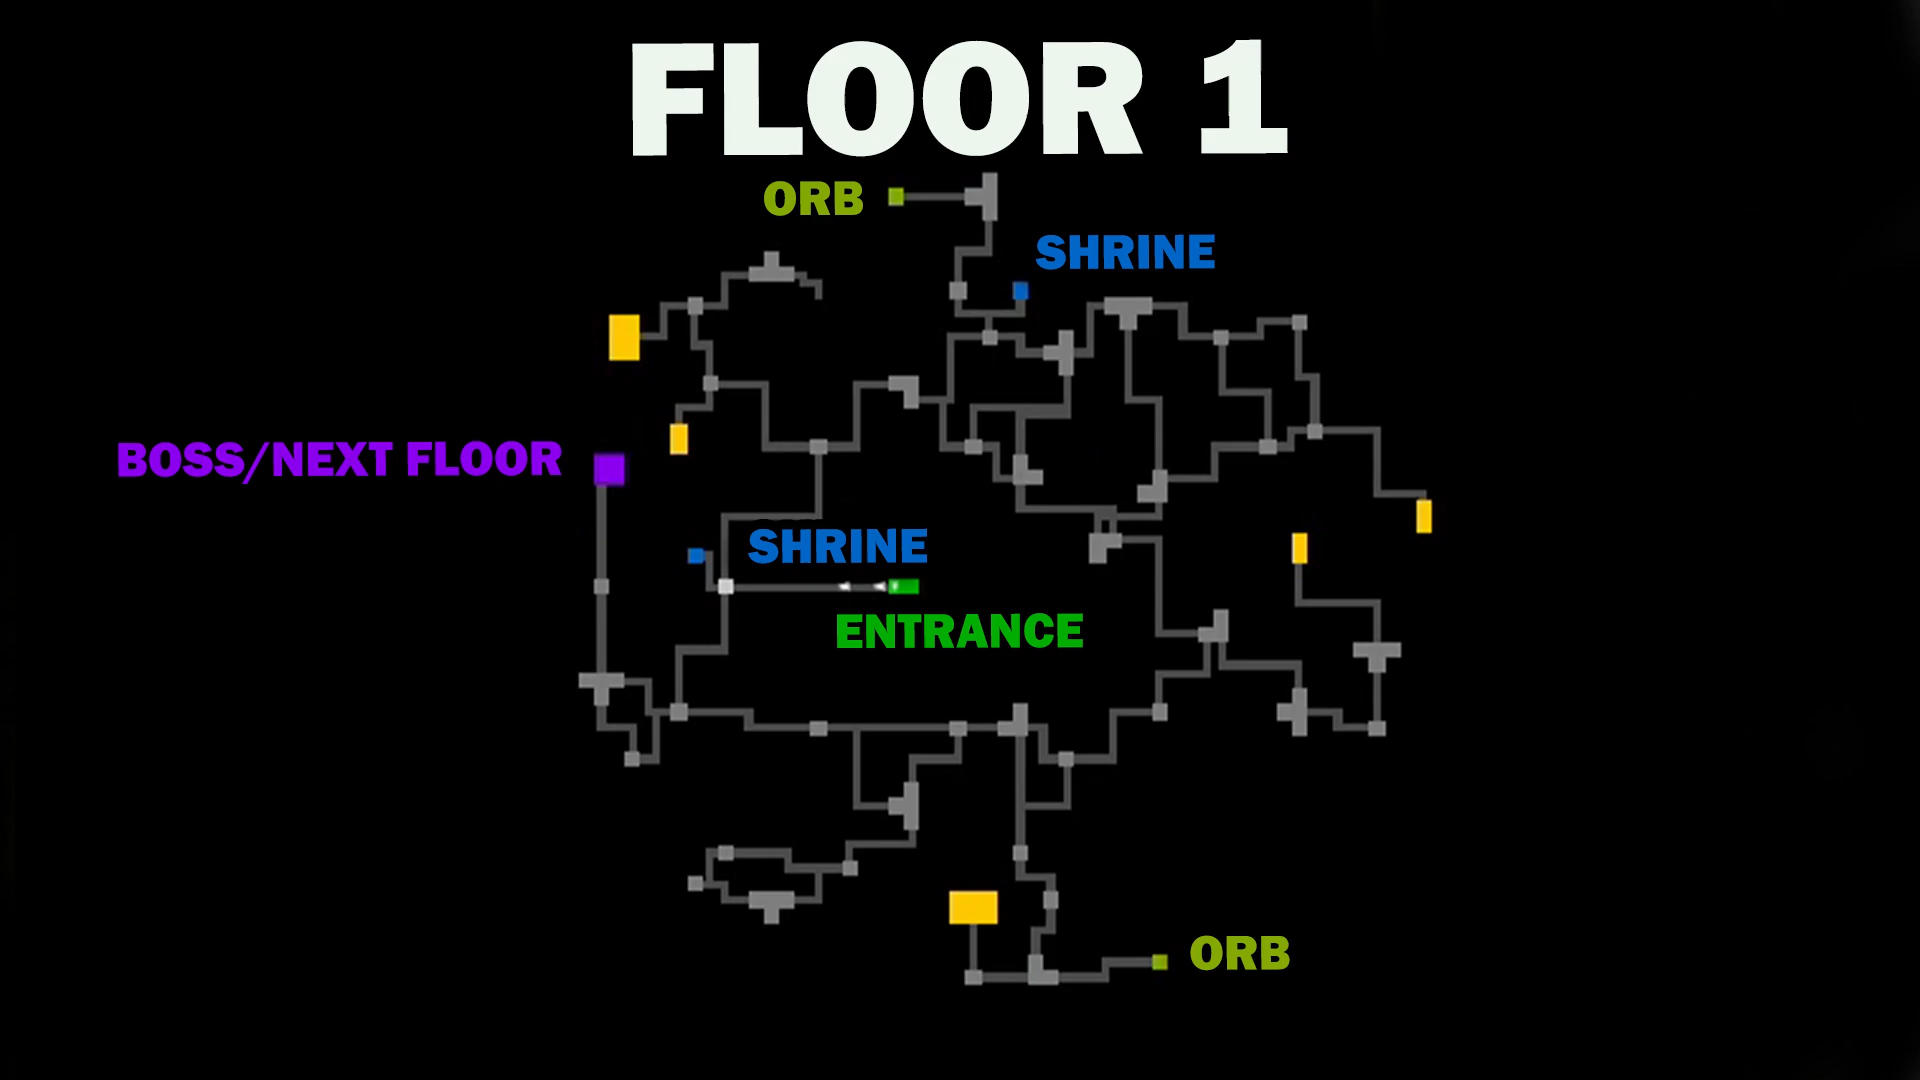 FLOOR 1
ORB
SHRINE
BOSS/NEXT FLOOR
SHRINE
ENTRANCE
ORB